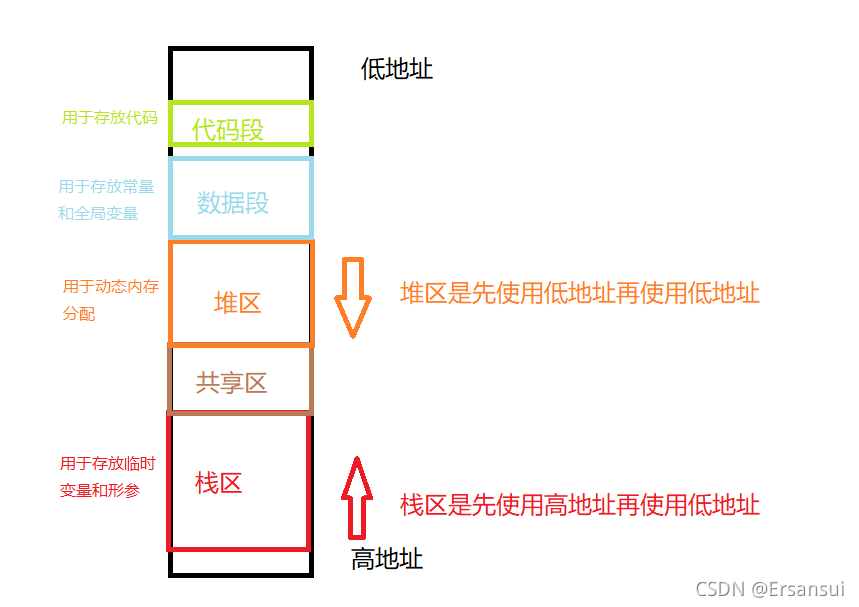 低地址
用于存放代码
代码段
用于存放常量
和全局变量
数据段
用于动态内存
分配
堆区
堆区是先使用低地址再使用低地址
共享区
用于存放临时
变量和形参
栈区
栈区是先使用高地址再使用低地址
高地址
CSDN @Ersansui